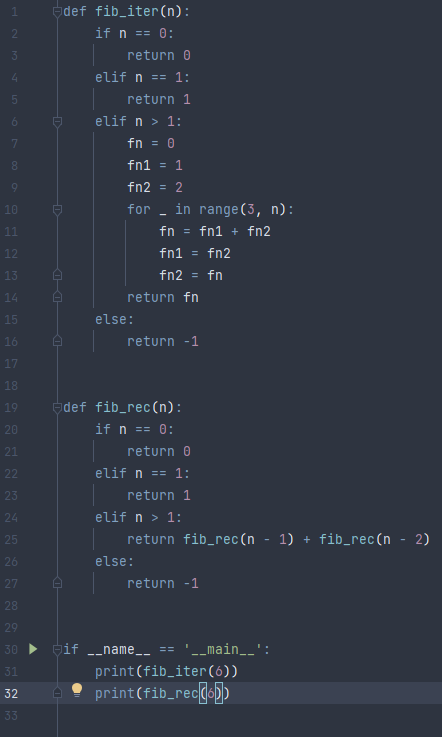 1 def fib_iter(n):
2     if n == 0:
3         return 0
4     elif n == 1:
5         return 1
6     elif n > 1:
7         fn = 0
8         fn1 = 1
9         fn2 = 2
10         for _ in range(3, n):
11             fn = fn1 + fn2
12             fn1 = fn2
13             fn2 = fn
14         return fn
15     else:
16         return -1
17
18
19 def fib_rec(n):
20     if n == 0:
21         return 0
22     elif n == 1:
23         return 1
24     elif n > 1:
25         return fib_rec(n - 1) + fib_rec(n - 2)
26     else:
27         return -1
28
29
30 if __name__ == '__main__':
31     print(fib_iter(6))
32     print(fib_rec(6))
33